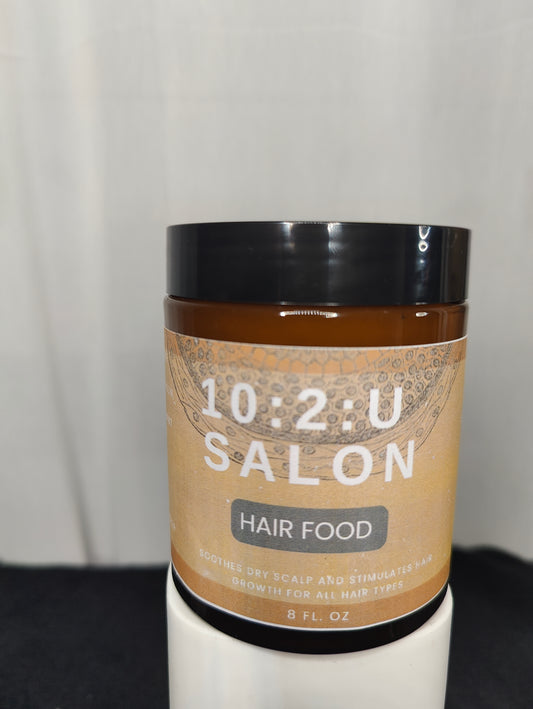 10:2:U
SALON
HAIR FOOD
SOOTHES DRY SCALP AND STIMULATES HAIR
GROWTH FOR ALL HAIR TYPES
8 FL. OZ